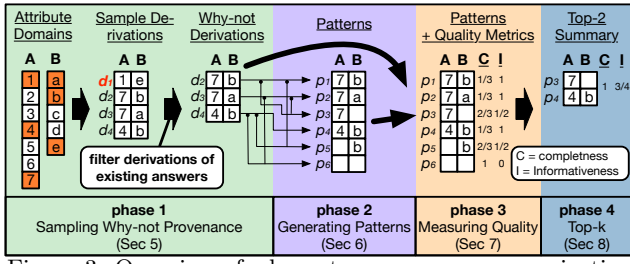 Attribute Domains
Sample Derivations
Why-not Derivations
Patterns
Patterns + Quality Metrics
Top-2 Summary
A B
1 a
2 b
3 c
4 d
5 e
6
7
A B
d1 1 e
d2 7 b
d3 7 a
d4 4 b
A B
d2 7 b
d3 7 a
d4 4 b
filter derivations of
existing answers
A B
p1 7 b
p2 7 a
p3 7
p4 4 b
p5 b
p6
A B C I
p1 7 b 1/3 1
p2 7 a 1/3 1
p3 7 2/3 1/2
p4 4 b 1/3 1
p5 b 2/3 1/2
p6 1 0
A B C I
p3 7
p4 4 b
1 3/4
C = completness
I = Informativeness
phase 1
Sampling Why-not Provenance
(Sec 5)
phase 2
Generating Patterns
(Sec 6)
phase 3
Measuring Quality
(Sec 7)
phase 4
Top-k
(Sec 8)